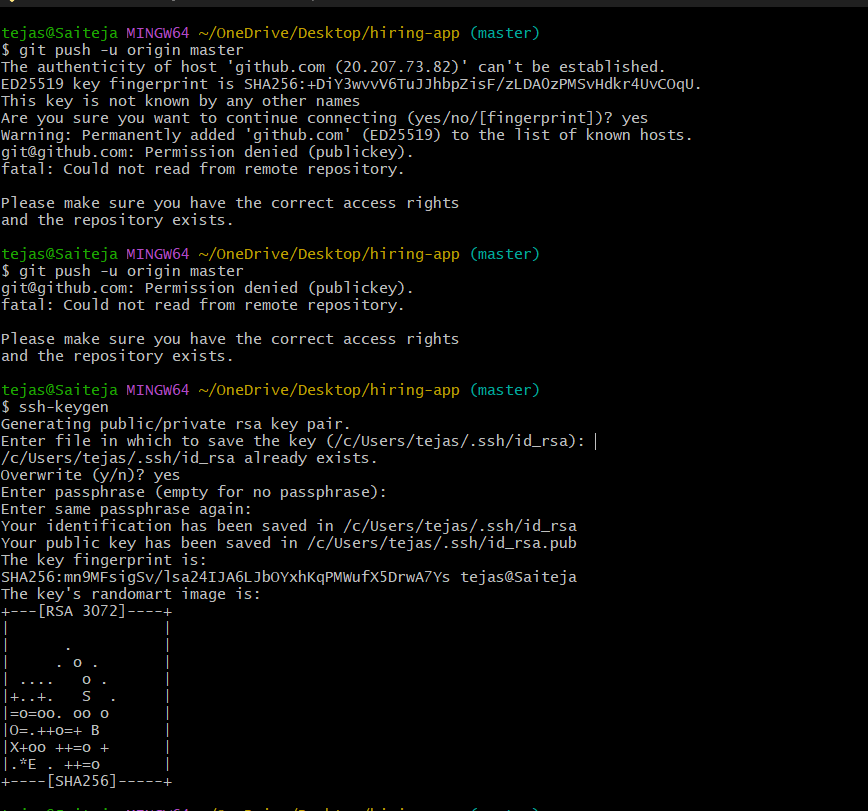 tejas@Saiteja MINGW64 ~/OneDrive/Desktop/hiring-app (master)
$ git push -u origin master
The authenticity of host 'github.com (20.207.73.82)' can't be established.
ED25519 key fingerprint is SHA256:+DiY3wvvV6TuJJhbpZisF/zLDA0zPMSvHdkr4UvCOqU.
This key is not known by any other names
Are you sure you want to continue connecting (yes/no/[fingerprint])? yes
Warning: Permanently added 'github.com' (ED25519) to the list of known hosts.
git@github.com: Permission denied (publickey).
fatal: Could not read from remote repository.

Please make sure you have the correct access rights
and the repository exists.

tejas@Saiteja MINGW64 ~/OneDrive/Desktop/hiring-app (master)
$ git push -u origin master
git@github.com: Permission denied (publickey).
fatal: Could not read from remote repository.

Please make sure you have the correct access rights
and the repository exists.

tejas@Saiteja MINGW64 ~/OneDrive/Desktop/hiring-app (master)
$ ssh-keygen
Generating public/private rsa key pair.
Enter file in which to save the key (/c/Users/tejas/.ssh/id_rsa):
/c/Users/tejas/.ssh/id_rsa already exists.
Overwrite (y/n)? yes
Enter passphrase (empty for no passphrase):
Enter same passphrase again:
Your identification has been saved in /c/Users/tejas/.ssh/id_rsa
Your public key has been saved in /c/Users/tejas/.ssh/id_rsa.pub
The key fingerprint is:
SHA256:mn9MFsigSv/lsa24IJA6LJbOYxhKqPMWufX5DrwA7Ys tejas@Saiteja
The key's randomart image is:
+---[RSA 3072]----+
|                 |
|      .          |
|     . o .       |
| ....   o .      |
|+..+.   S  .     |
|=o=oo. oo o      |
|O=.++o=+ B       |
|X+oo ++=o +      |
|.*E . ++=o       |
+----[SHA256]-----+